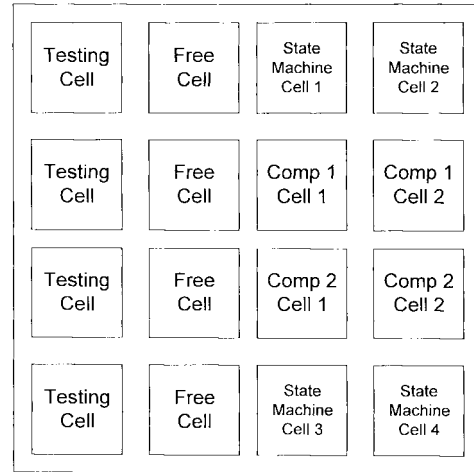 Testing
Cell
Free
Cell
State
Machine
Cell 1
State
Machine
Cell 2
Testing
Cell
Free
Cell
Comp 1
Cell 1
Comp 1
Cell 2
Testing
Cell
Free
Cell
Comp 2
Cell 1
Comp 2
Cell 2
Testing
Cell
Free
Cell
State
Machine
Cell 3
State
Machine
Cell 4